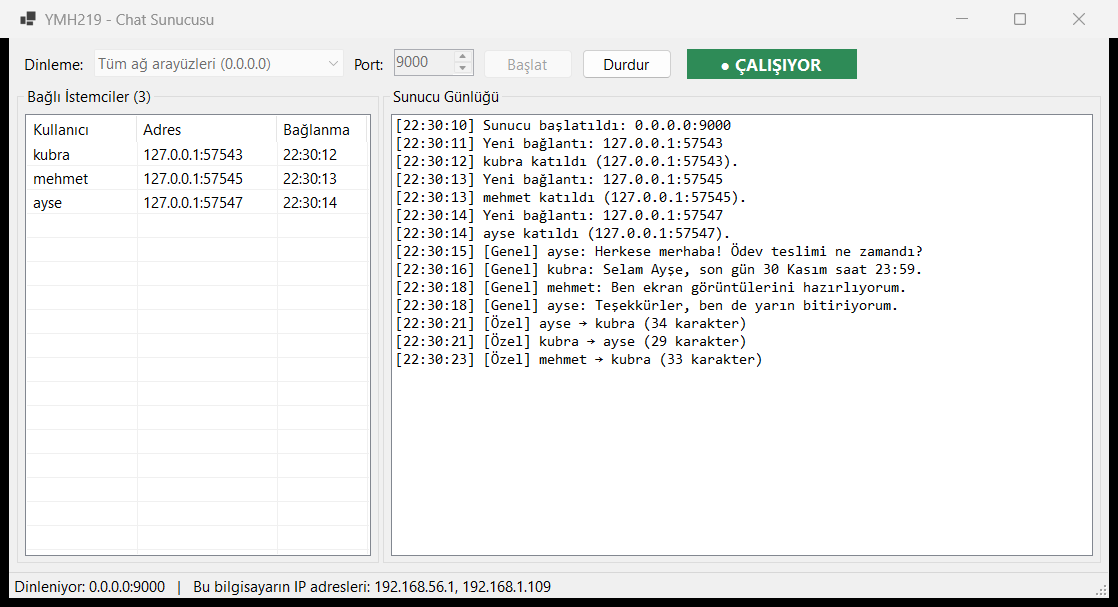 YMH219 - Chat Sunucusu
Dinleme: Tüm ağ arayüzleri (0.0.0.0) Port: 9000 Başlat Durdur ● ÇALIŞIYOR
Bağlı İstemciler (3)
Kullanıcı Adres Bağlanma
kubra 127.0.0.1:57543 22:30:12
mehmet 127.0.0.1:57545 22:30:13
ayse 127.0.0.1:57547 22:30:14
Sunucu Günlüğü
[22:30:10] Sunucu başlatıldı: 0.0.0.0:9000
[22:30:11] Yeni bağlantı: 127.0.0.1:57543
[22:30:12] kubra katıldı (127.0.0.1:57543).
[22:30:13] Yeni bağlantı: 127.0.0.1:57545
[22:30:13] mehmet katıldı (127.0.0.1:57545).
[22:30:14] Yeni bağlantı: 127.0.0.1:57547
[22:30:14] ayse katıldı (127.0.0.1:57547).
[22:30:15] [Genel] ayse: Herkese merhaba! Ödev teslimi ne zamandı?
[22:30:16] [Genel] kubra: Selam Ayşe, son gün 30 Kasım saat 23:59.
[22:30:18] [Genel] mehmet: Ben ekran görüntülerini hazırlıyorum.
[22:30:18] [Genel] ayse: Teşekkürler, ben de yarın bitiriyorum.
[22:30:21] [Özel] ayse → kubra (34 karakter)
[22:30:21] [Özel] kubra → ayse (29 karakter)
[22:30:23] [Özel] mehmet → kubra (33 karakter)
Dinleniyor: 0.0.0.0:9000 | Bu bilgisayarın IP adresleri: 192.168.56.1, 192.168.1.109